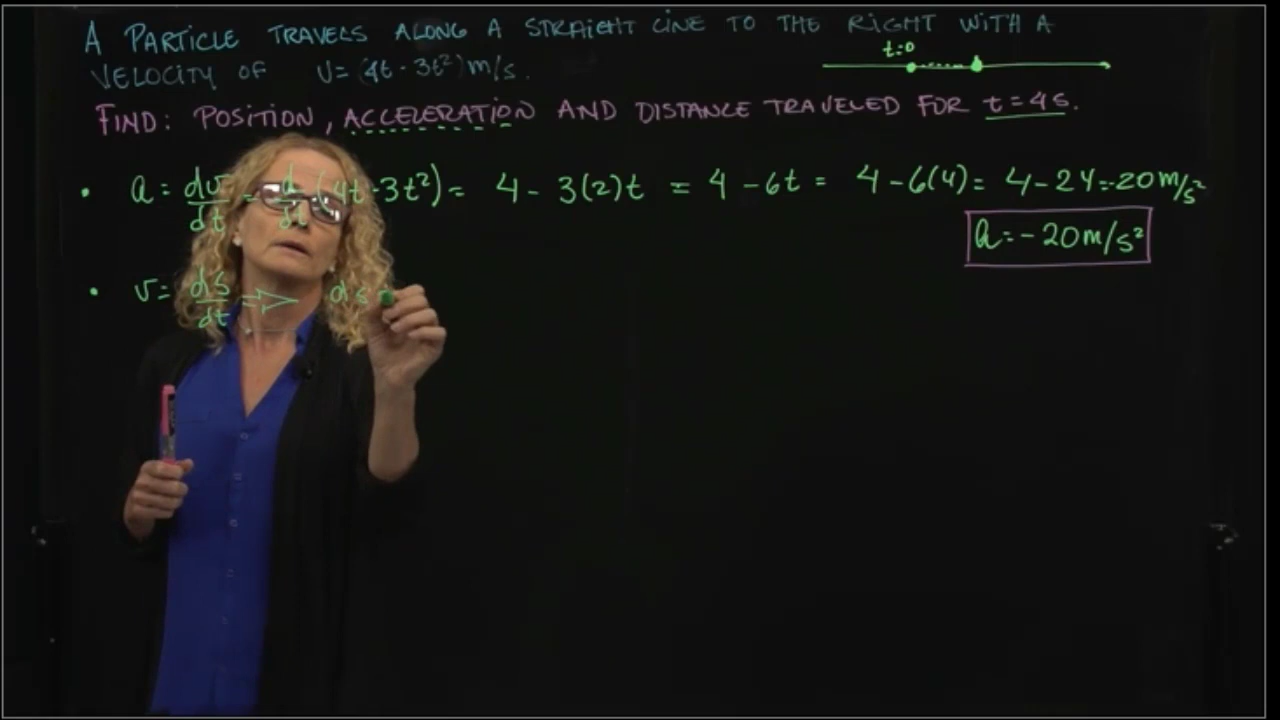 A PARTICLE TRAVELS ALONG A STRAIGHT LINE TO THE RIGHT WITH A
VELOCITY OF V= (4t - 3t²) m/s.
t=0
FIND: POSITION, ACCELERATION AND DISTANCE TRAVELED FOR t = 4s.
• a = dv/dt = d/dt (4t - 3t²) = 4 - 3(2)t = 4 - 6t = 4 - 6(4) = 4 - 24 = -20 m/s²
a = - 20 m/s²
• v = ds/dt => ds